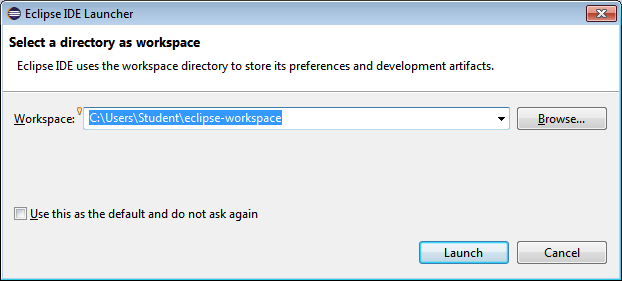 Eclipse IDE Launcher
Select a directory as workspace
Eclipse IDE uses the workspace directory to store its preferences and development artifacts.
Workspace: C:\Users\Student\eclipse-workspace Browse...
Use this as the default and do not ask again
Launch Cancel